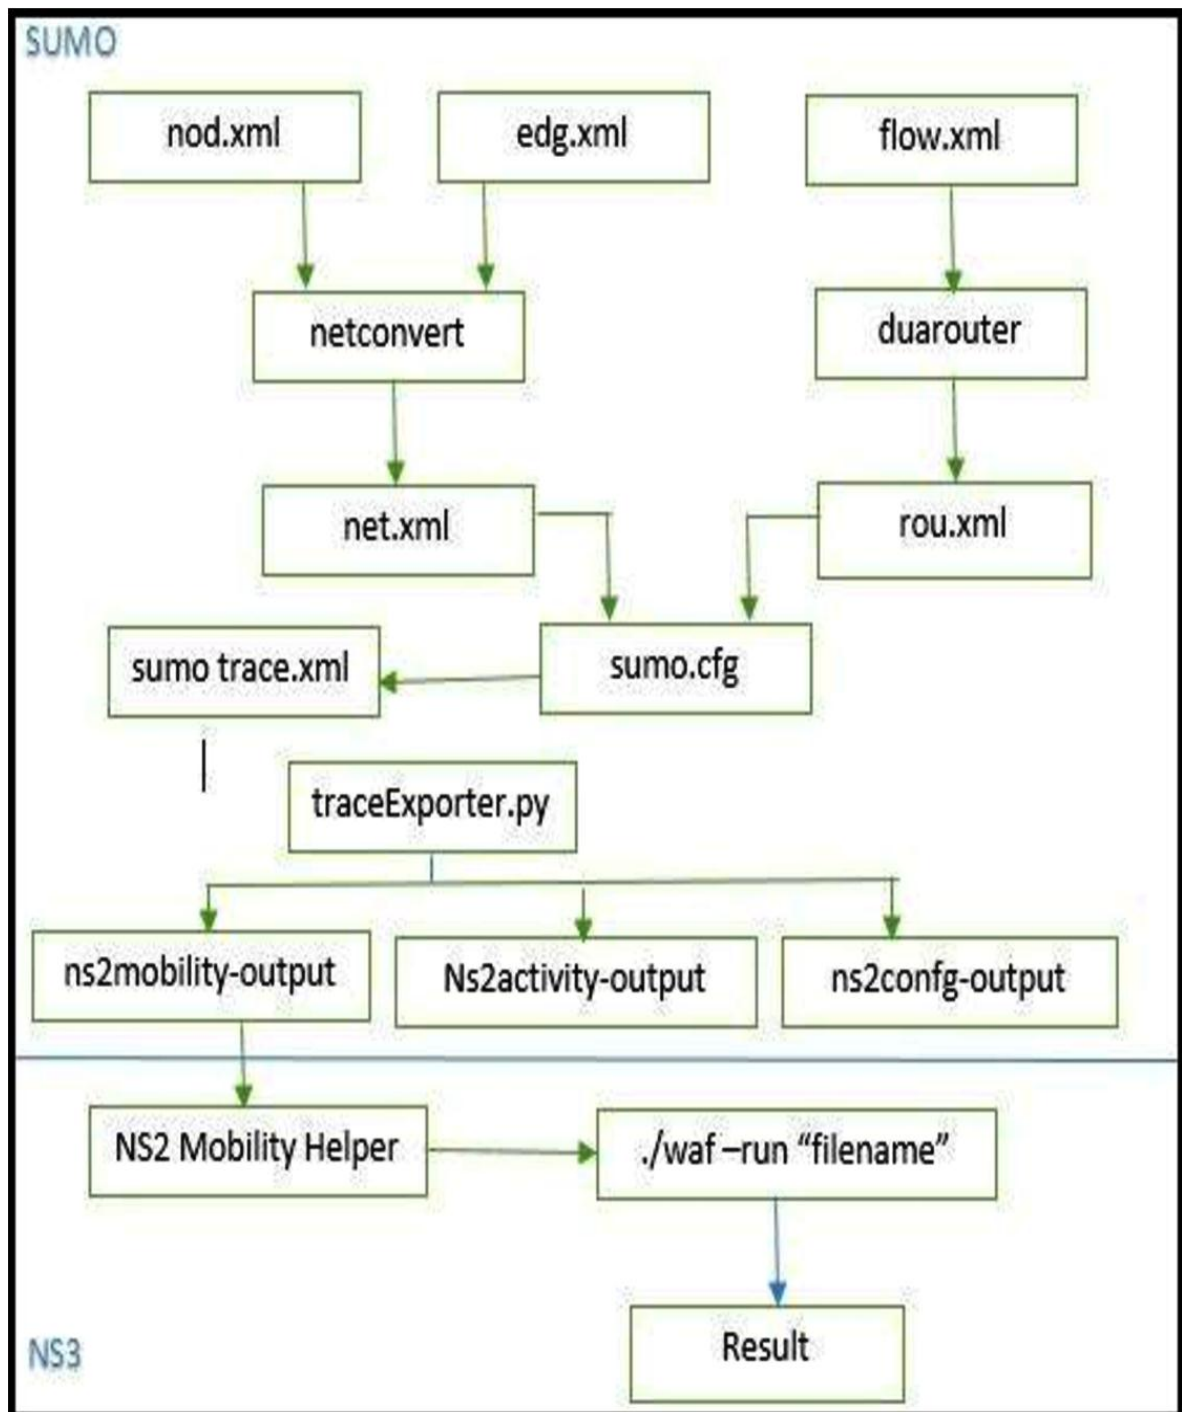 SUMO
nod.xml
edg.xml
flow.xml
netconvert
duarouter
net.xml
rou.xml
sumo trace.xml
sumo.cfg
traceExporter.py
ns2mobility-output
Ns2activity-output
ns2confg-output
NS2 Mobility Helper
./waf –run “filename”
Result
NS3